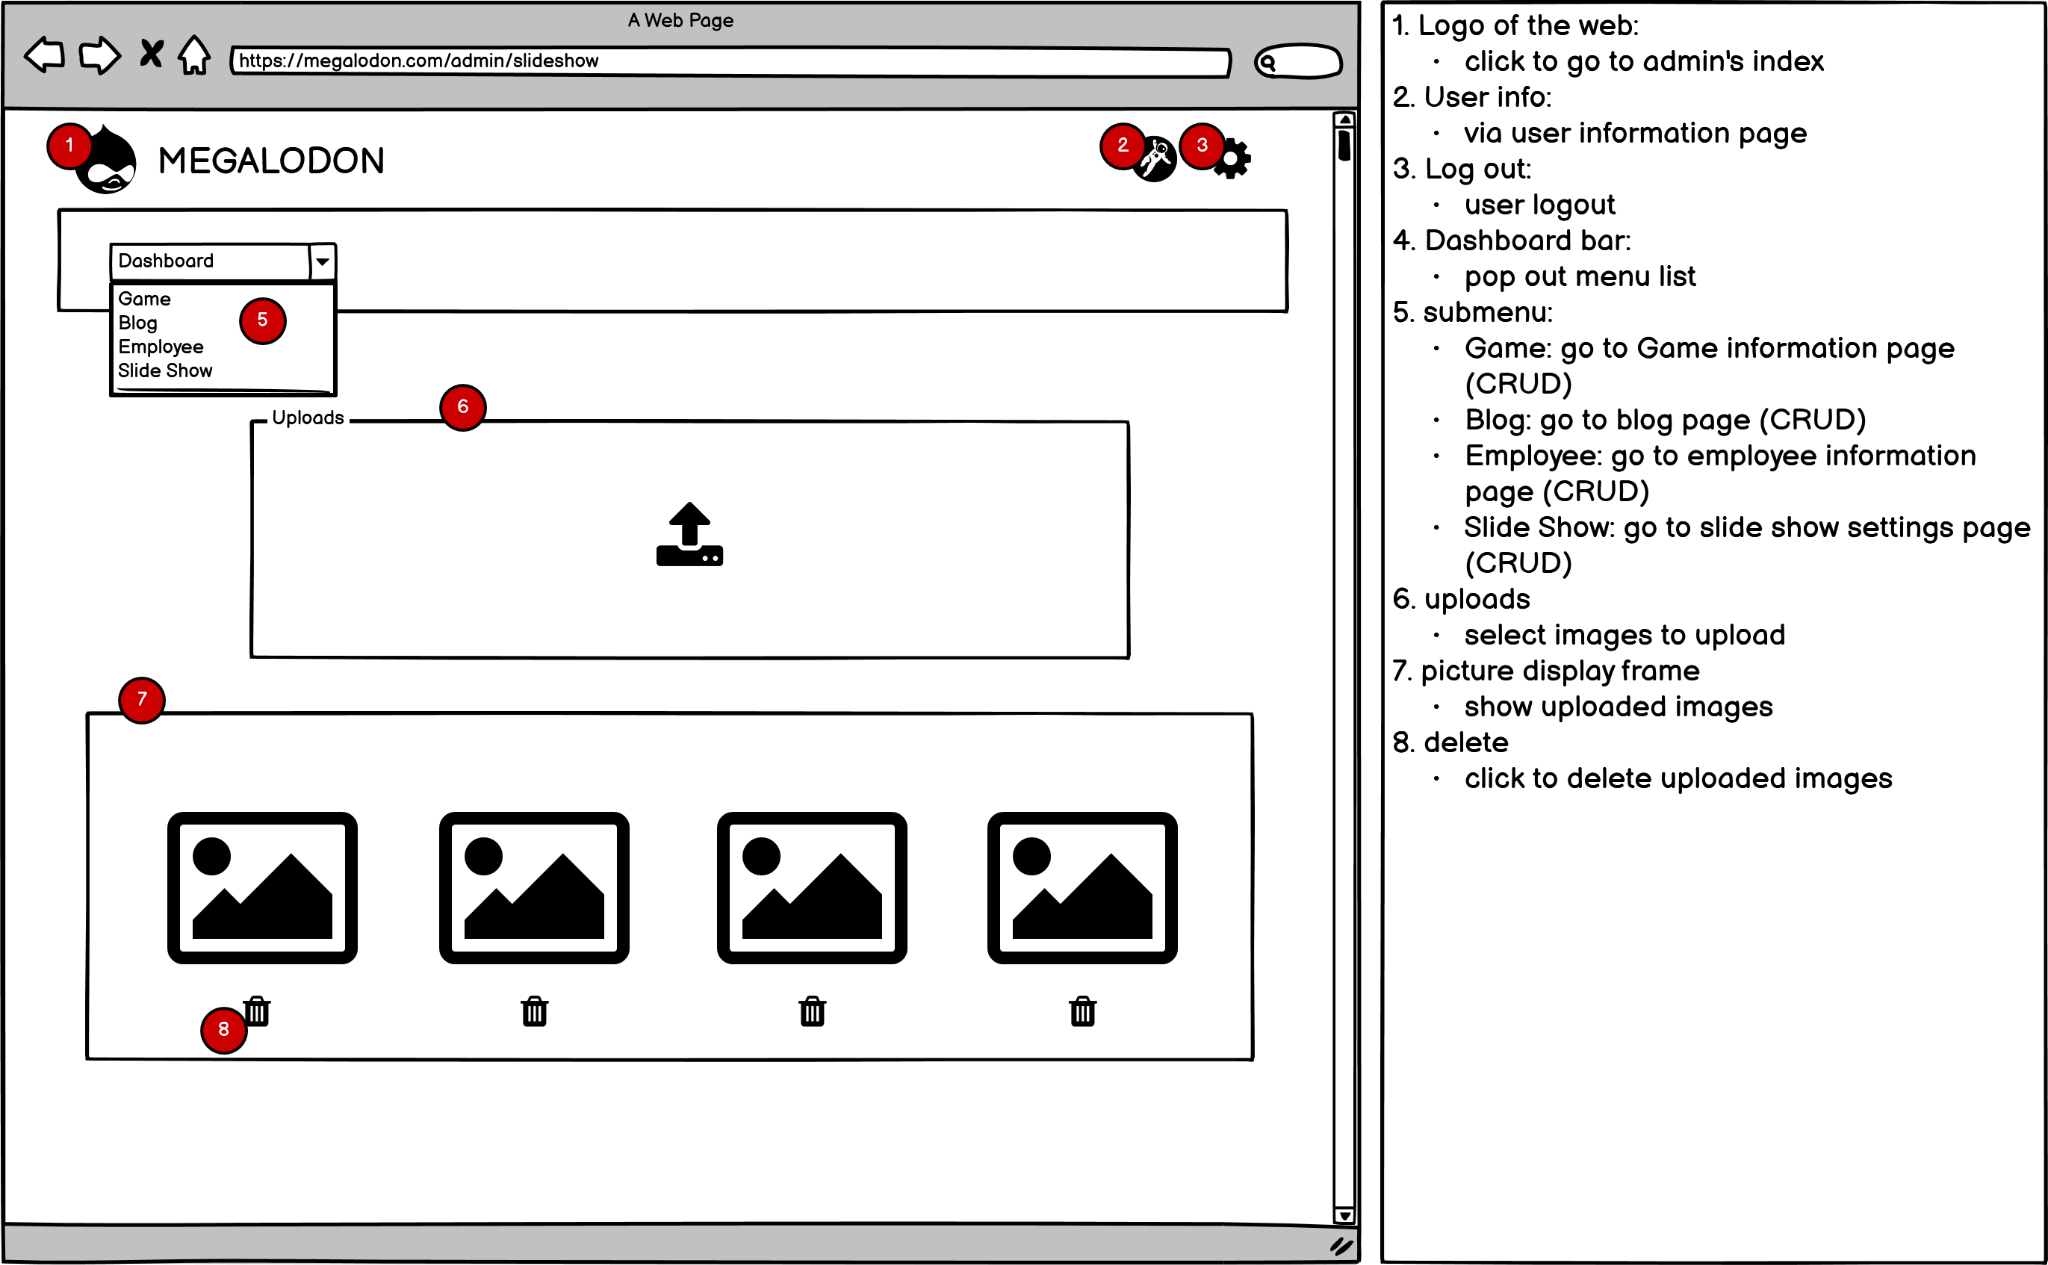 A Web Page
https://megalodon.com/admin/slideshow
1
MEGALODON
2
3
Dashboard
Game
Blog
Employee
Slide Show
5
Uploads
6
7
8
1. Logo of the web:
· click to go to admin's index
2. User info:
· via user information page
3. Log out:
· user logout
4. Dashboard bar:
· pop out menu list
5. submenu:
· Game: go to Game information page
(CRUD)
· Blog: go to blog page (CRUD)
· Employee: go to employee information
page (CRUD)
· Slide Show: go to slide show settings page
(CRUD)
6. uploads
· select images to upload
7. picture display frame
· show uploaded images
8. delete
· click to delete uploaded images